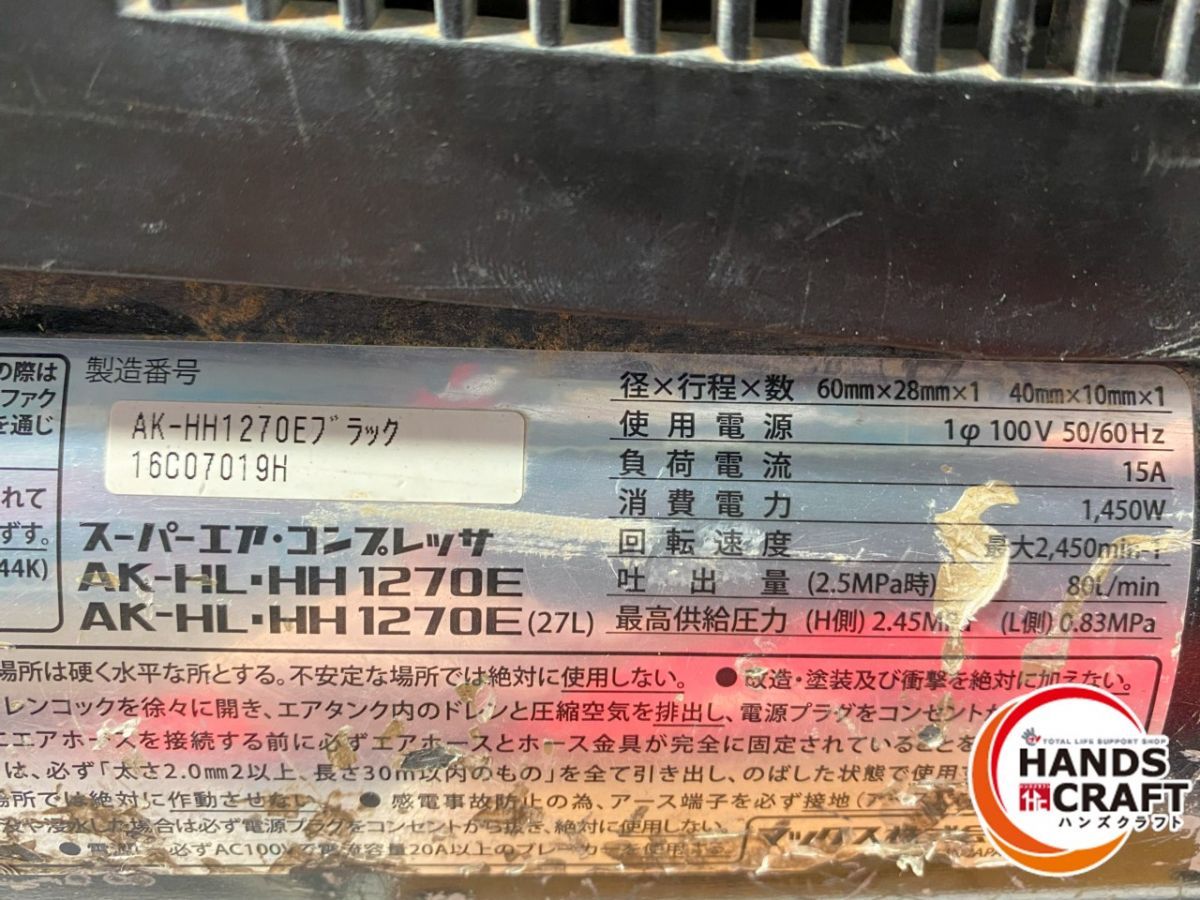 の際は
ファク
を通じ
れて
ずす。
44K)
製造番号
AK-HH1270Eブラック
16C07019H
スーパーエア・コンプレッサ
AK-HL・HH1270E
AK-HL・HH1270E(27L)
径×行程×数 60mm×28mm×1 40mm×10mm×1
使用電源 1φ 100V 50/60Hz
負荷電流 15A
消費電力 1,450W
回転速度 最大2,450min-1
吐出量 (2.5MPa時) 80L/min
最高供給圧力 (H側) 2.45MPa (L側) 0.83MPa
場所は硬く水平な所とする。不安定な場所では絶対に使用しない。 ●改造・塗装及び衝撃を絶対に加えない。
レンコックを徐々に開き、エアタンク内のドレンと圧縮空気を排出し、電源プラグをコンセントか
にエアホースを接続する前に必ずエアホースとホース金具が完全に固定されていることを
は、必ず「太さ2.0mm2以上、長さ30m以内のもの」を全て引き出し、のばした状態で使用す
場所では絶対に作動させない。 ●感電事故防止の為、アース端子を必ず接地(アー
した場合は必ず電源プラグをコンセントから抜き、絶対に使用しない。
必ずAC100Vで電流容量20A以上のブレーカーを使用する
マックス株式会
TOTAL LIFE SUPPORT SHOP
HANDS
CRAFT
ハンズクラフト